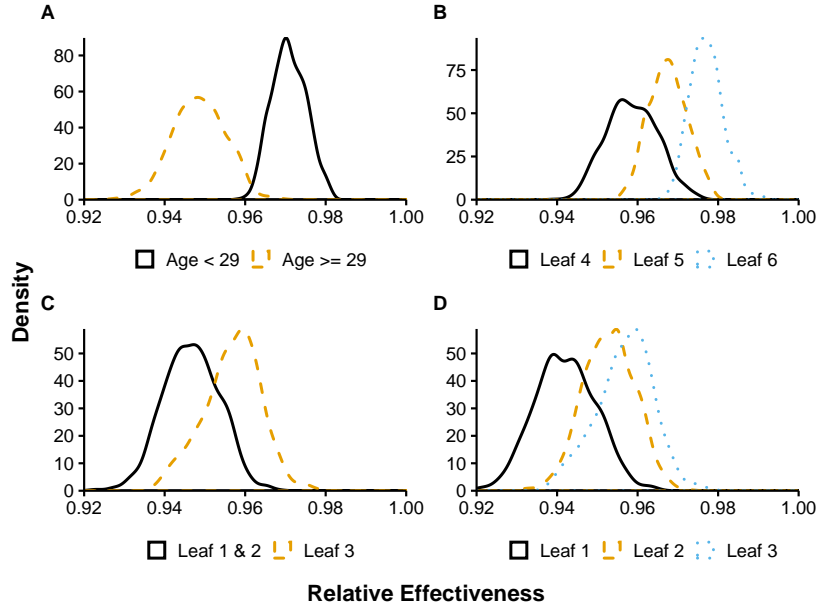 A
80
60
40
20
0
0.92 0.94 0.96 0.98 1.00
Age < 29 Age >= 29
B
75
50
25
0
0.92 0.94 0.96 0.98 1.00
Leaf 4 Leaf 5 Leaf 6
Density
C
50
40
30
20
10
0
0.92 0.94 0.96 0.98 1.00
Leaf 1 & 2 Leaf 3
D
50
40
30
20
10
0
0.92 0.94 0.96 0.98 1.00
Leaf 1 Leaf 2 Leaf 3
Relative Effectiveness